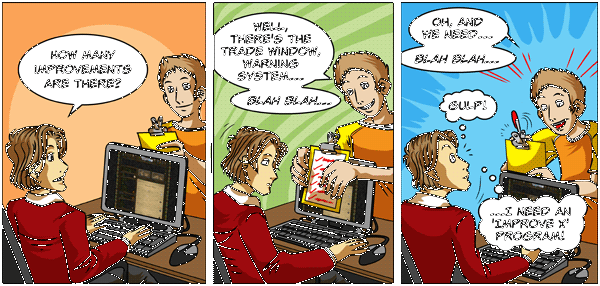 HOW MANY
IMPROVEMENTS
ARE THERE?
WELL,
THERE'S THE
TRADE WINDOW,
WARNING
SYSTEM....
BLAH BLAH....
OH, AND
WE NEED....
BLAH BLAH....
GULP!
....I NEED AN
'IMPROVE X'
PROGRAM!